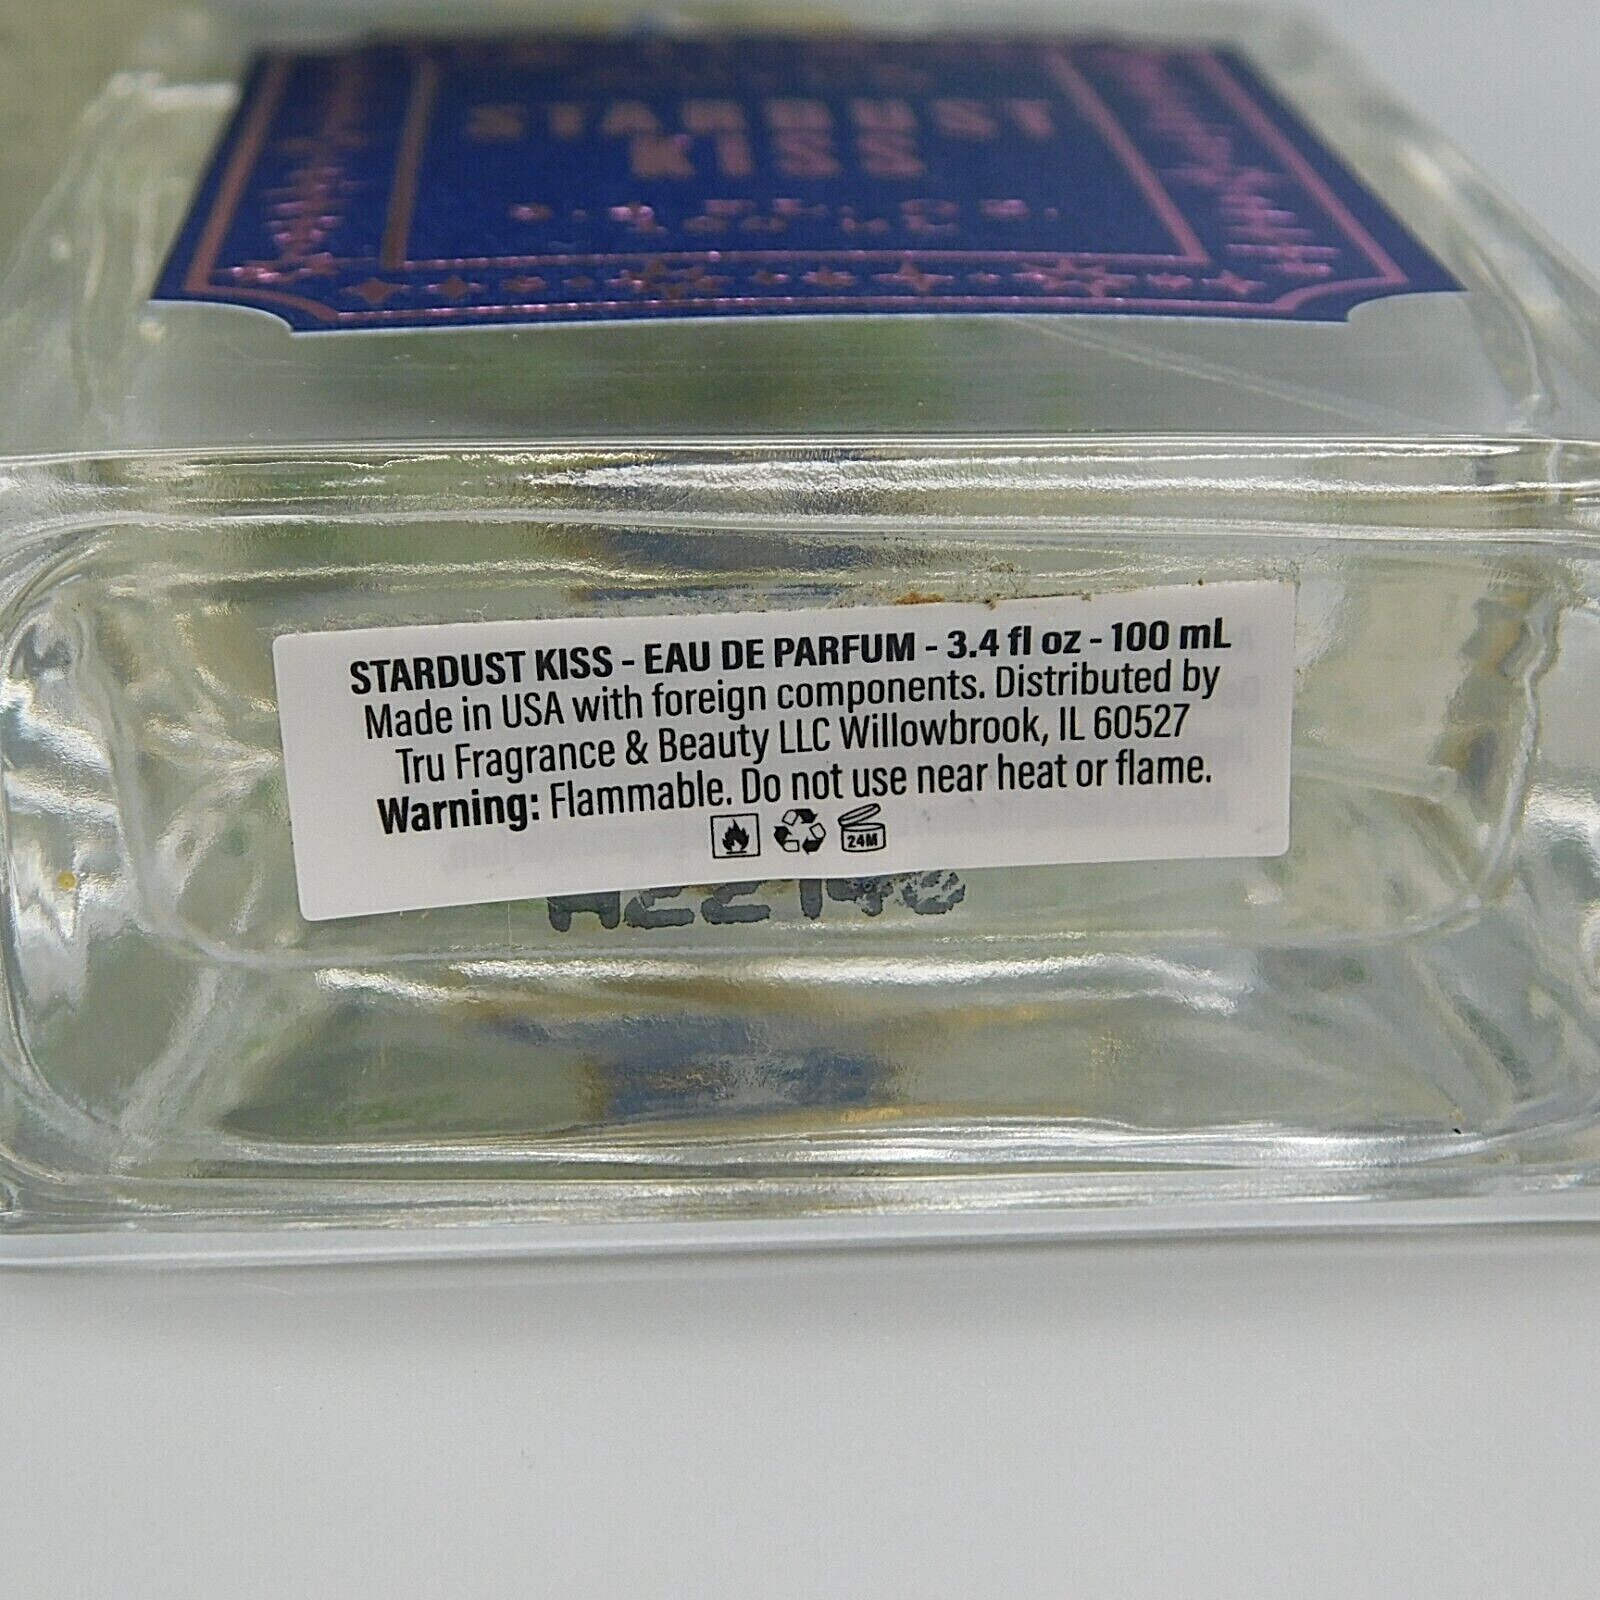 STARDUST
KISS
STARDUST KISS - EAU DE PARFUM - 3.4 fl oz - 100 mL
Made in USA with foreign components. Distributed by
Tru Fragrance & Beauty LLC Willowbrook, IL 60527
Warning: Flammable. Do not use near heat or flame.
24M